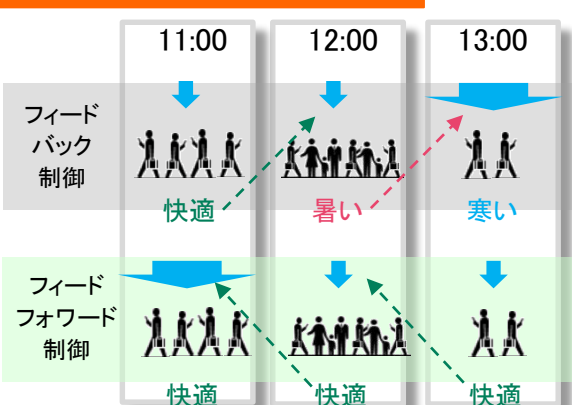 11:00 12:00 13:00
フィード
バック
制御
快適 暑い 寒い
フィード
フォワード
制御
快適 快適 快適